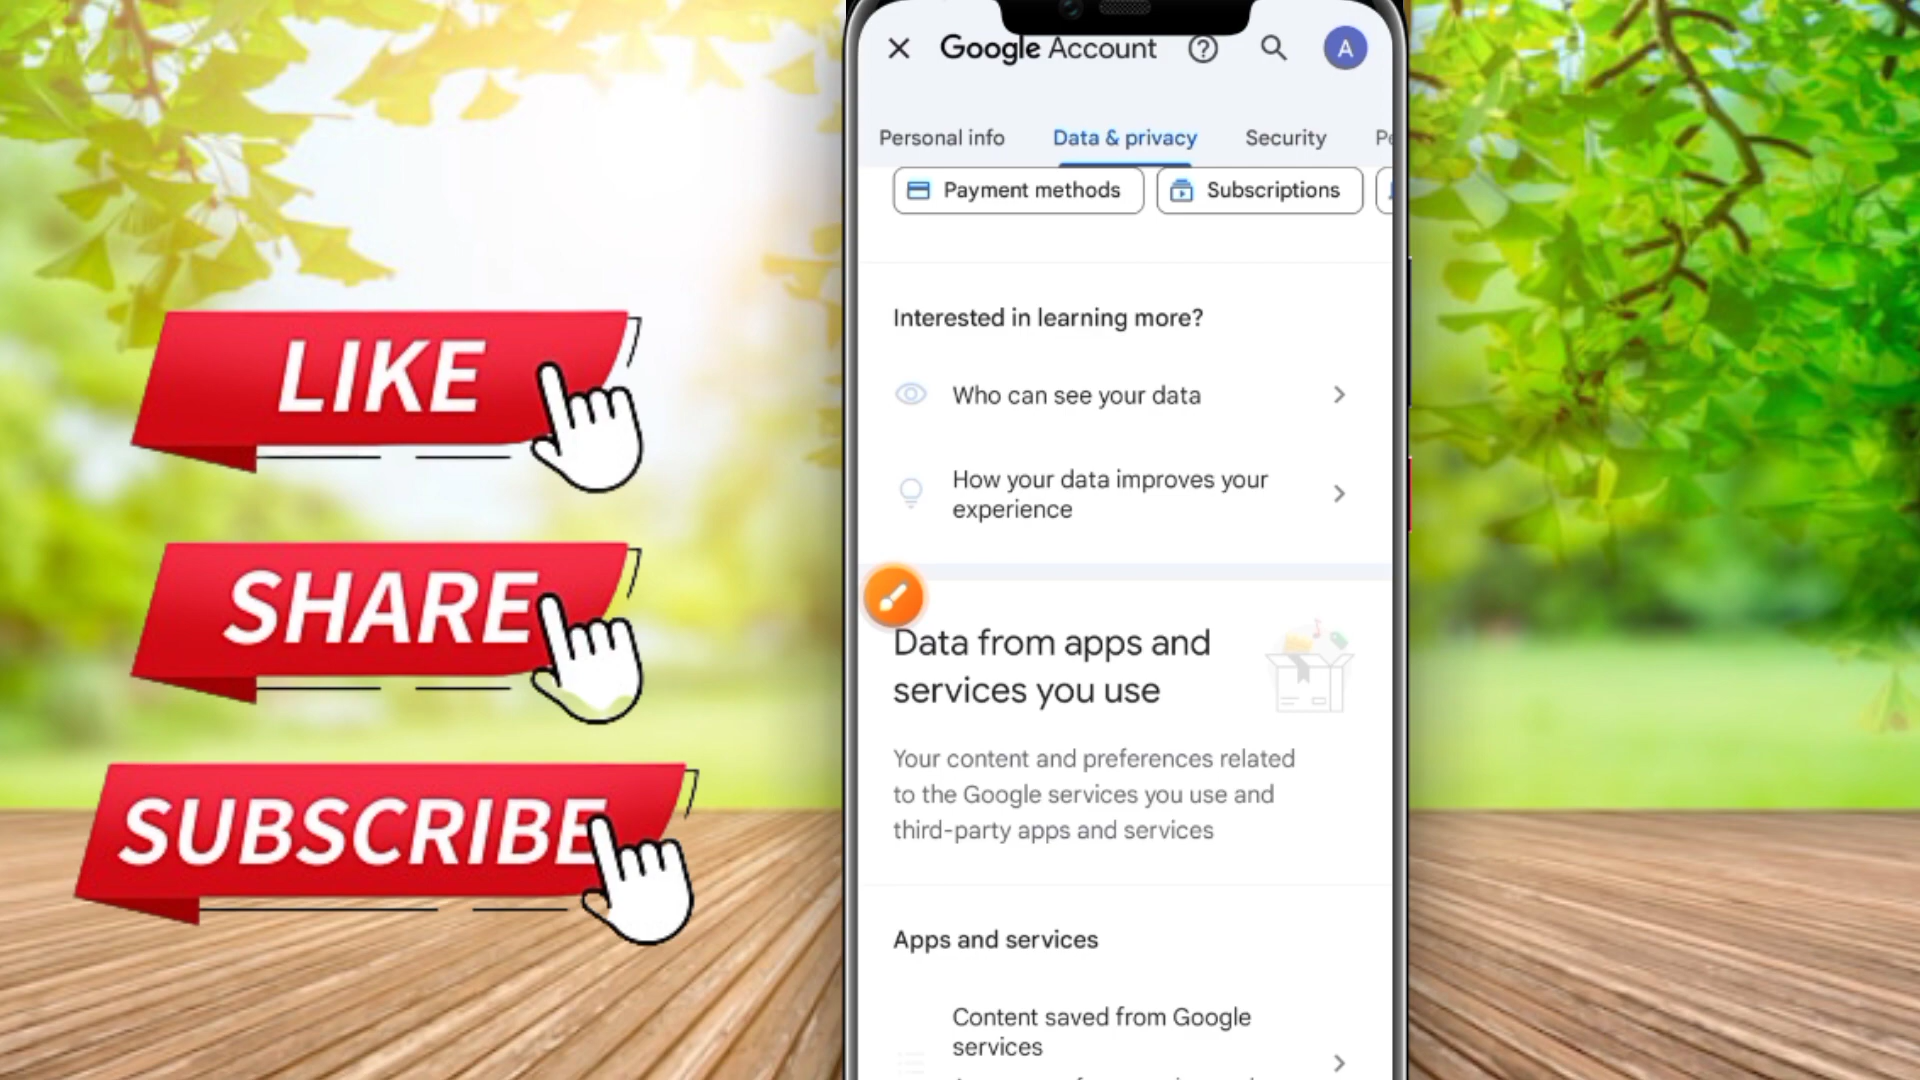 LIKE
SHARE
SUBSCRIBE
Google Account
A
Personal info Data & privacy Security
Payment methods Subscriptions
Interested in learning more?
Who can see your data
How your data improves your
experience
Data from apps and
services you use
Your content and preferences related
to the Google services you use and
third-party apps and services
Apps and services
Content saved from Google
services